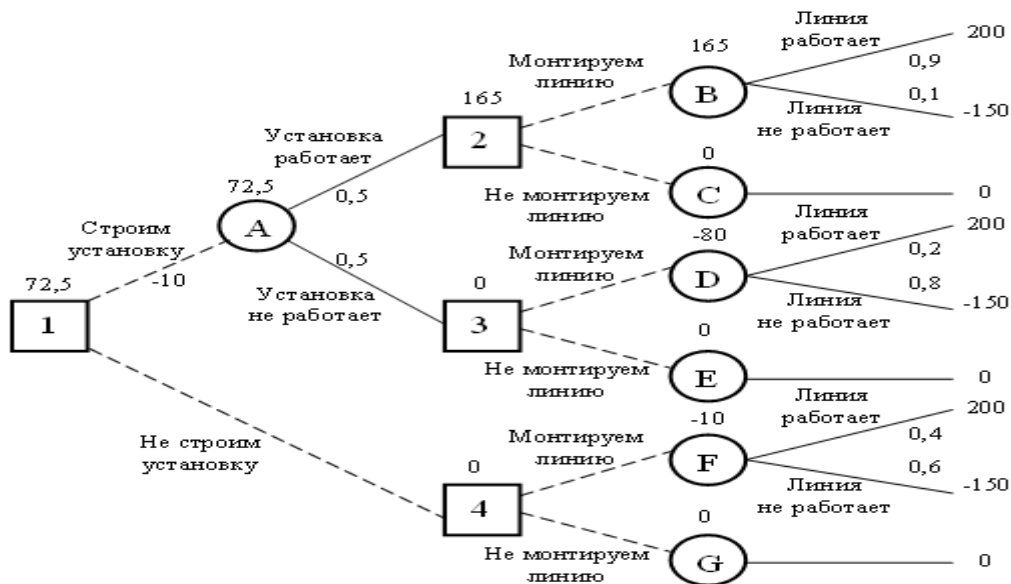 Линия
работает
200
0,9
165
Монтируем
линию
B
0,1
-150
Линия
не работает
165
2
Установка
работает
0,5
0
Не монтируем
линию
C
0
72,5
A
Строим
установку
-10
Линия
работает
200
0,2
-80
Монтируем
линию
D
0,8
-150
Линия
не работает
0,5
Установка
не работает
0
3
72,5
1
0
Не монтируем
линию
E
0
Линия
работает
200
0,4
-10
Монтируем
линию
F
0,6
-150
Линия
не работает
Не строим
установку
0
4
0
Не монтируем
линию
G
0